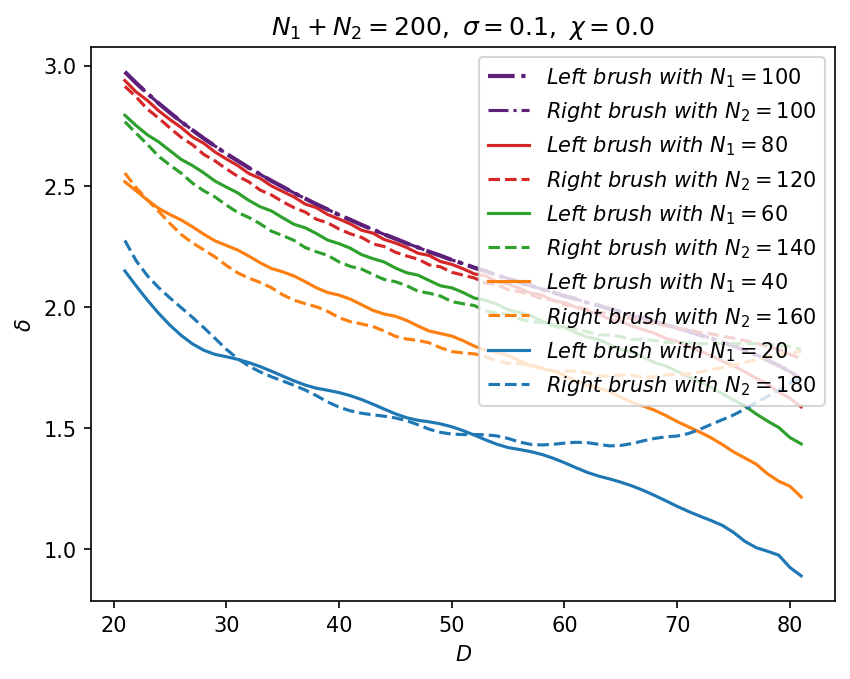 N₁ + N₂ = 200, σ = 0.1, χ = 0.0
δ
3.0
2.5
2.0
1.5
1.0
Left brush with N₁ = 100
Right brush with N₂ = 100
Left brush with N₁ = 80
Right brush with N₂ = 120
Left brush with N₁ = 60
Right brush with N₂ = 140
Left brush with N₁ = 40
Right brush with N₂ = 160
Left brush with N₁ = 20
Right brush with N₂ = 180
20 30 40 50 60 70 80
D